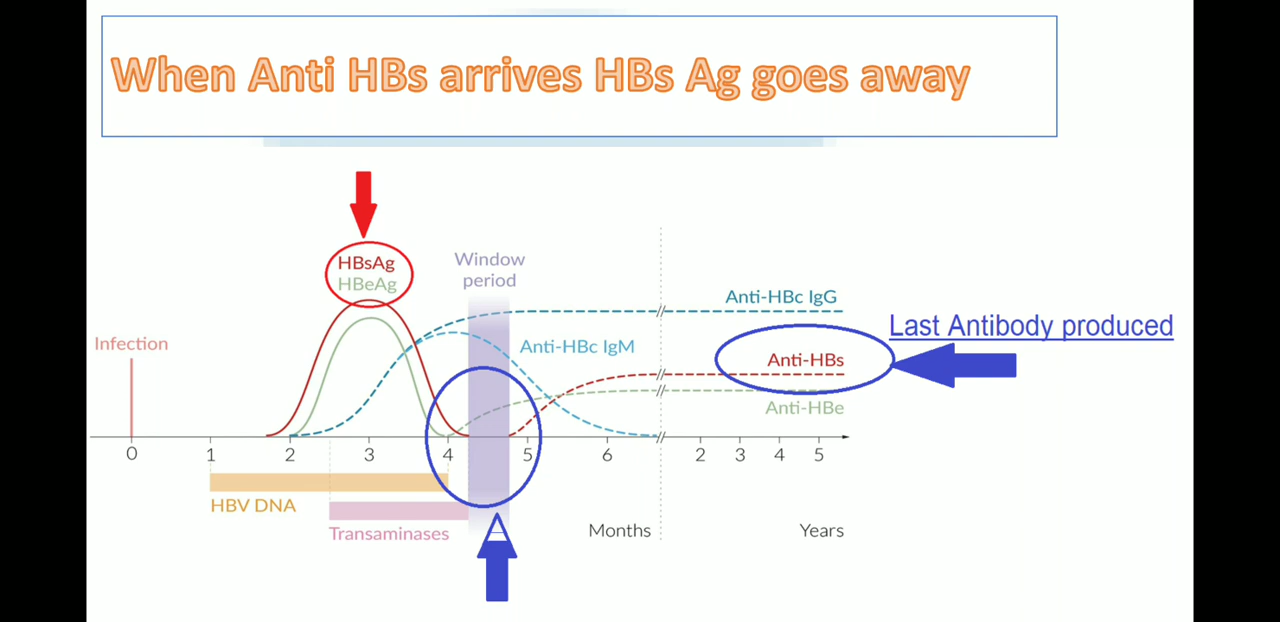 When Anti HBs arrives HBs Ag goes away
HBsAg
HBeAg
Window
period
Infection
Anti-HBc IgG
Anti-HBc IgM
Last Antibody produced
Anti-HBs
Anti-HBe
0 1 2 3 4 5 6 2 3 4 5
HBV DNA
Transaminases
Months
Years